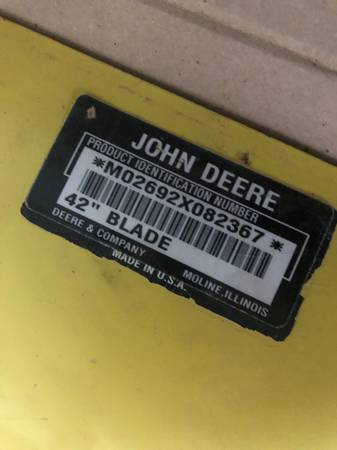 JOHN DEERE
PRODUCT IDENTIFICATION NUMBER
*M02692X082367*
42" BLADE
DEERE & COMPANY MOLINE, ILLINOIS
MADE IN U.S.A.